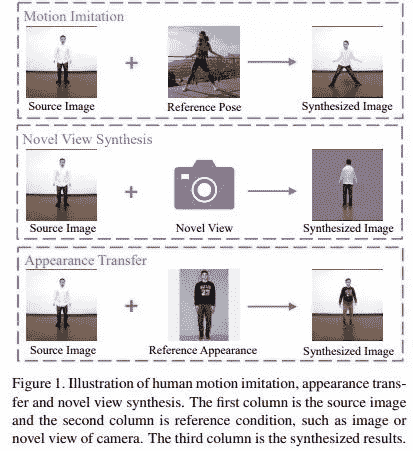 Motion Imitation
Source Image Reference Pose Synthesized Image
Novel View Synthesis
Source Image Novel View Synthesized Image
Appearance Transfer
Source Image Reference Appearance Synthesized Image
Figure 1. Illustration of human motion imitation, appearance trans-
fer and novel view synthesis. The first column is the source image
and the second column is reference condition, such as image or
novel view of camera. The third column is the synthesized results.